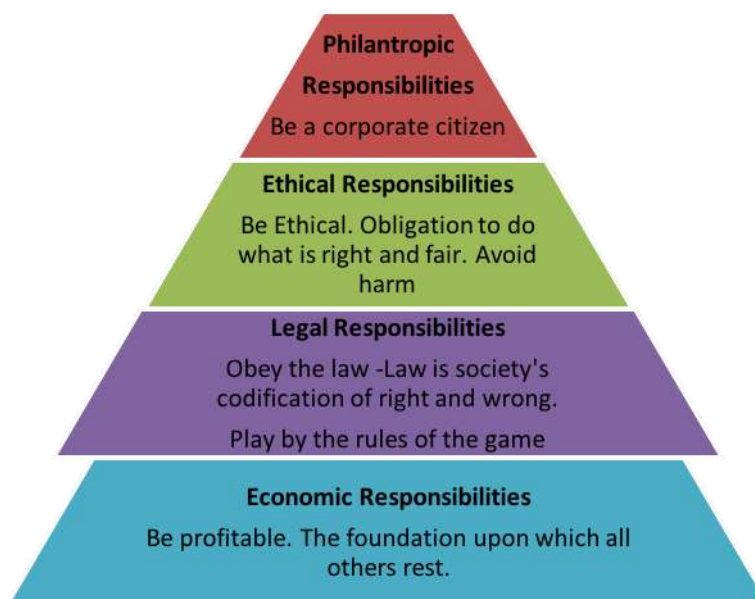 Philantropic
Responsibilities
Be a corporate citizen
Ethical Responsibilities
Be Ethical. Obligation to do
what is right and fair. Avoid
harm
Legal Responsibilities
Obey the law -Law is society's
codification of right and wrong.
Play by the rules of the game
Economic Responsibilities
Be profitable. The foundation upon which all
others rest.